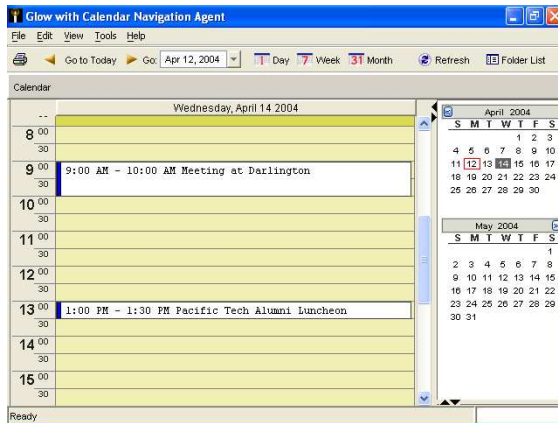 Glow with Calendar Navigation Agent
File Edit View Tools Help
Go to Today Go: Apr 12, 2004 1 Day 7 Week 31 Month Refresh Folder List
Calendar
Wednesday, April 14 2004
8 00
30
9 00 9:00 AM - 10:00 AM Meeting at Darlington
30
10 00
30
11 00
30
12 00
30
13 00 1:00 PM - 1:30 PM Pacific Tech Alumni Luncheon
30
14 00
30
15 00
30
April 2004
S M T W T F S
1 2 3
4 5 6 7 8 9 10
11 12 13 14 15 16 17
18 19 20 21 22 23 24
25 26 27 28 29 30
May 2004
S M T W T F S
1
2 3 4 5 6 7 8
9 10 11 12 13 14 15
16 17 18 19 20 21 22
23 24 25 26 27 28 29
30 31
Ready